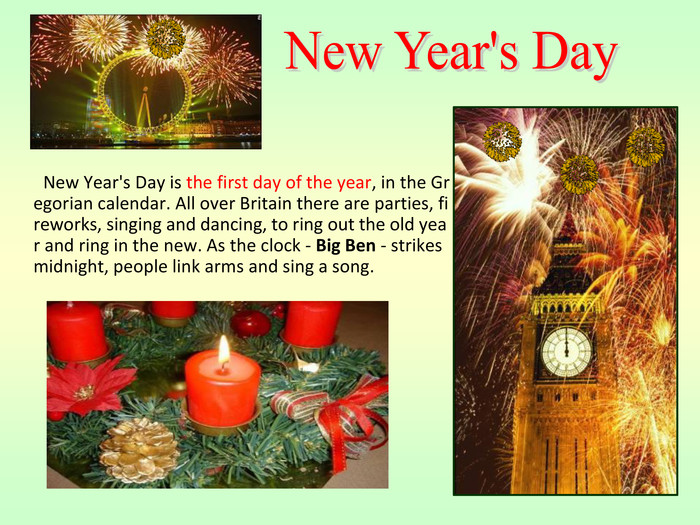 New Year's Day
New Year's Day is the first day of the year, in the Gr
egorian calendar. All over Britain there are parties, fi
reworks, singing and dancing, to ring out the old yea
r and ring in the new. As the clock - Big Ben - strikes
midnight, people link arms and sing a song.